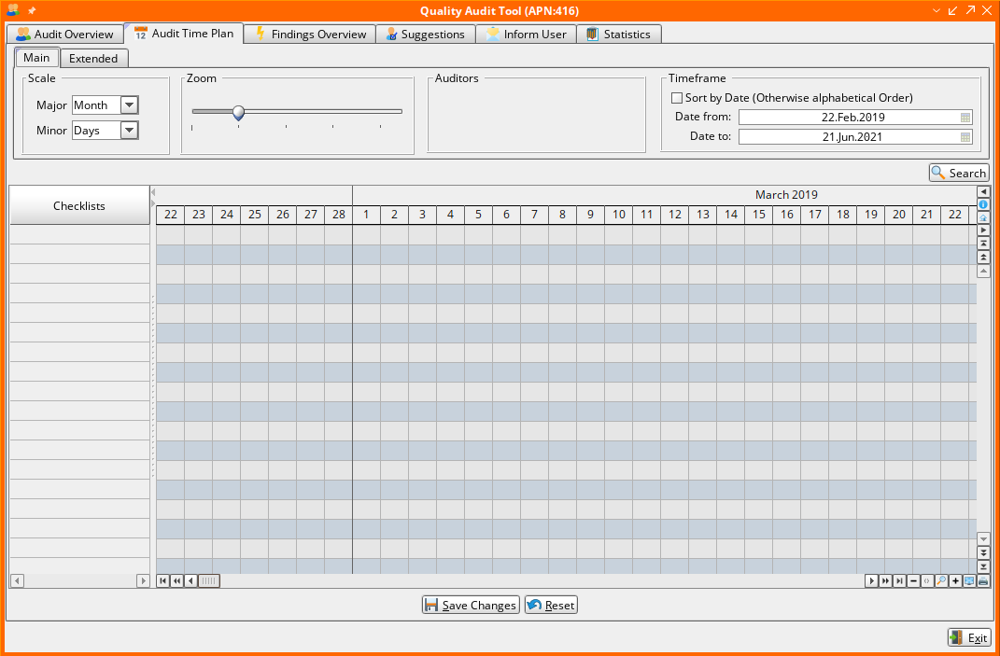 Quality Audit Tool (APN:416)
Audit Overview
12 Audit Time Plan
Findings Overview
Suggestions
Inform User
Statistics
Main
Extended
Scale
Major Month
Minor Days
Zoom
Auditors
Timeframe
Sort by Date (Otherwise alphabetical Order)
Date from: 22.Feb.2019
Date to: 21.Jun.2021
Search
Checklists
March 2019
22 23 24 25 26 27 28 1 2 3 4 5 6 7 8 9 10 11 12 13 14 15 16 17 18 19 20 21 22
Save Changes
Reset
Exit